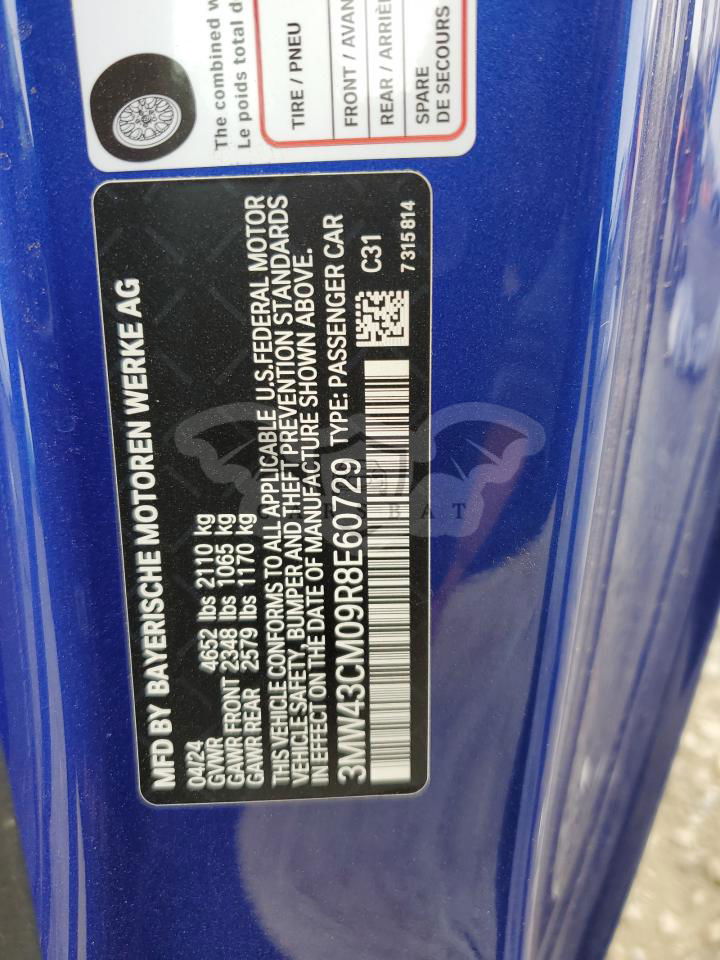 The combined w
Le poids total d
TIRE / PNEU
FRONT / AVAN
REAR / ARRIÈ
SPARE
DE SECOURS
MFD BY BAYERISCHE MOTOREN WERKE AG
04/24
GVWR 4652 lbs 2110 kg
GAWR FRONT 2348 lbs 1065 kg
GAWR REAR 2579 lbs 1170 kg
THIS VEHICLE CONFORMS TO ALL APPLICABLE U.S.FEDERAL MOTOR
VEHICLE SAFETY, BUMPER AND THEFT PREVENTION STANDARDS
IN EFFECT ON THE DATE OF MANUFACTURE SHOWN ABOVE.
3MW43CM09R8E60729 TYPE: PASSENGER CAR
C31
7315814